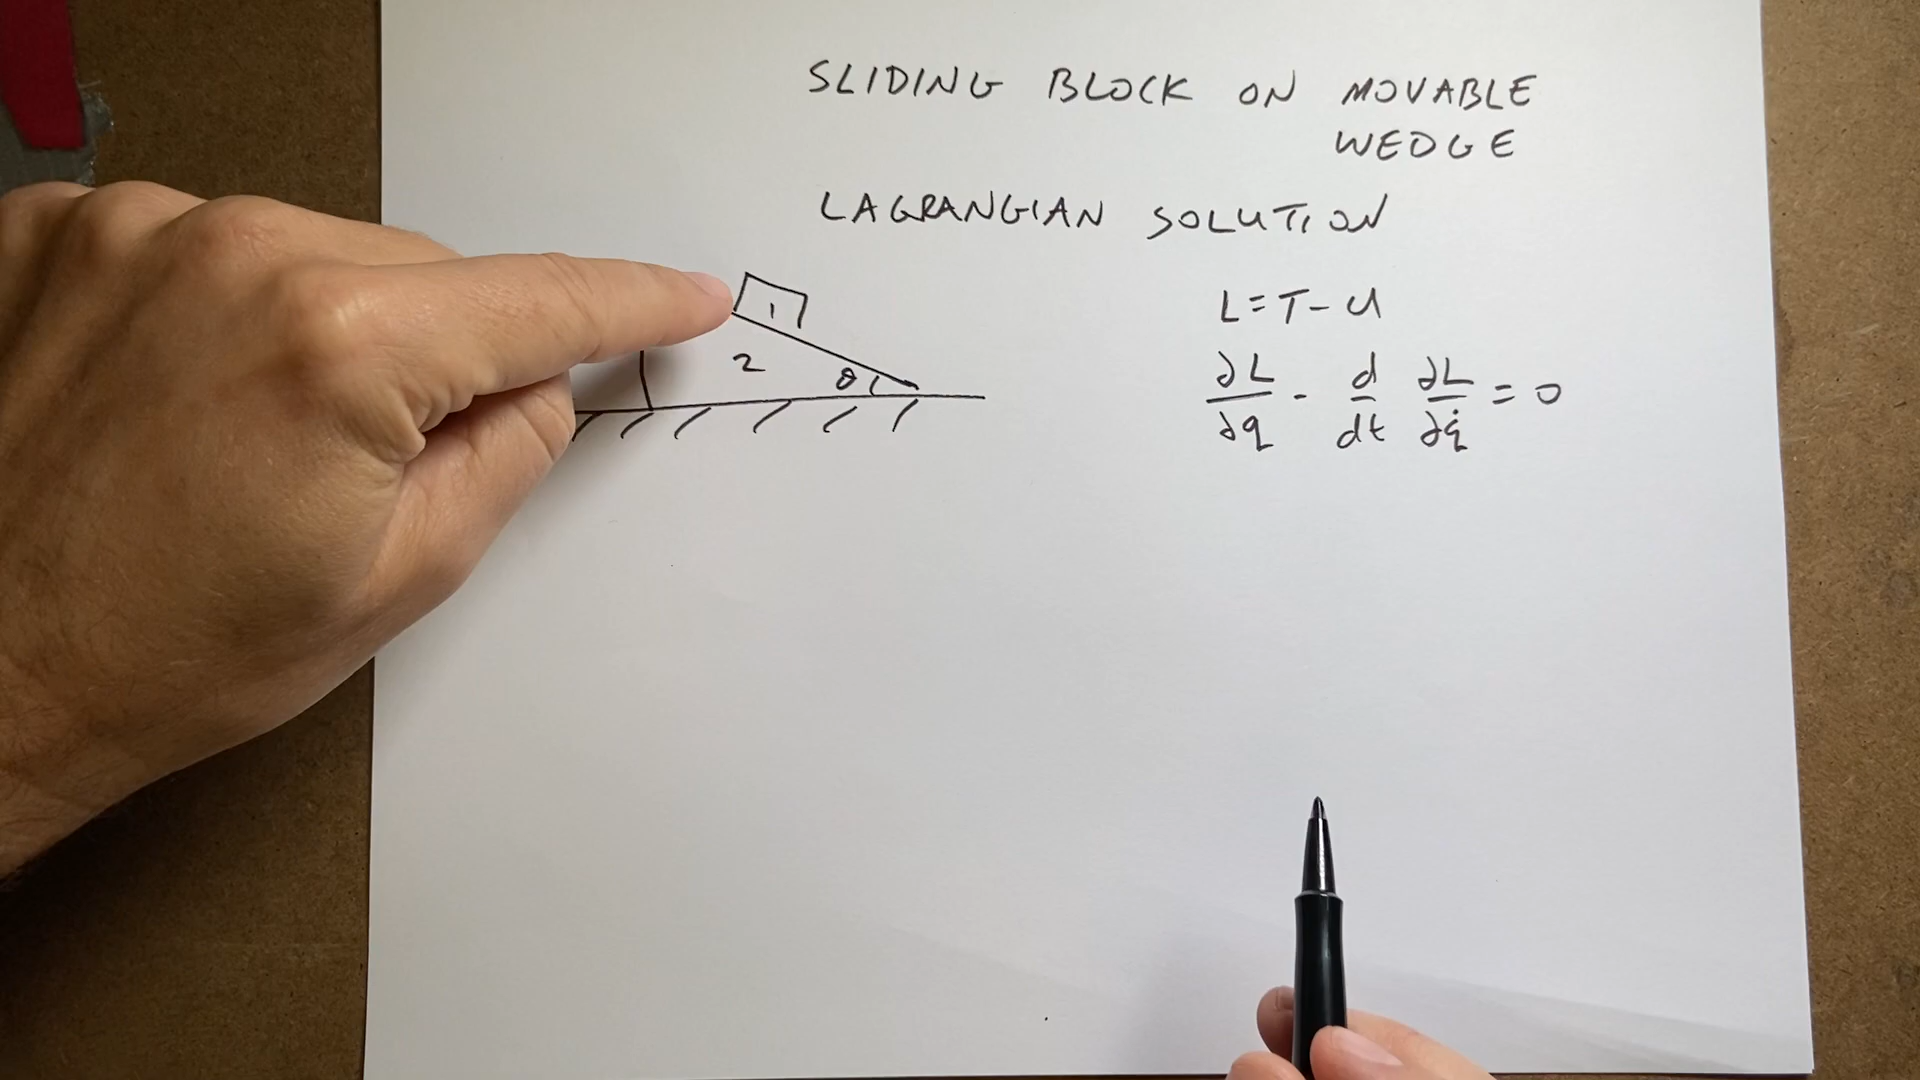 SLIDING BLOCK ON MOVABLE
WEDGE
LAGRANGIAN SOLUTION
1
2
θ
L = T - U
∂L/∂q - d/dt ∂L/∂q̇ = 0